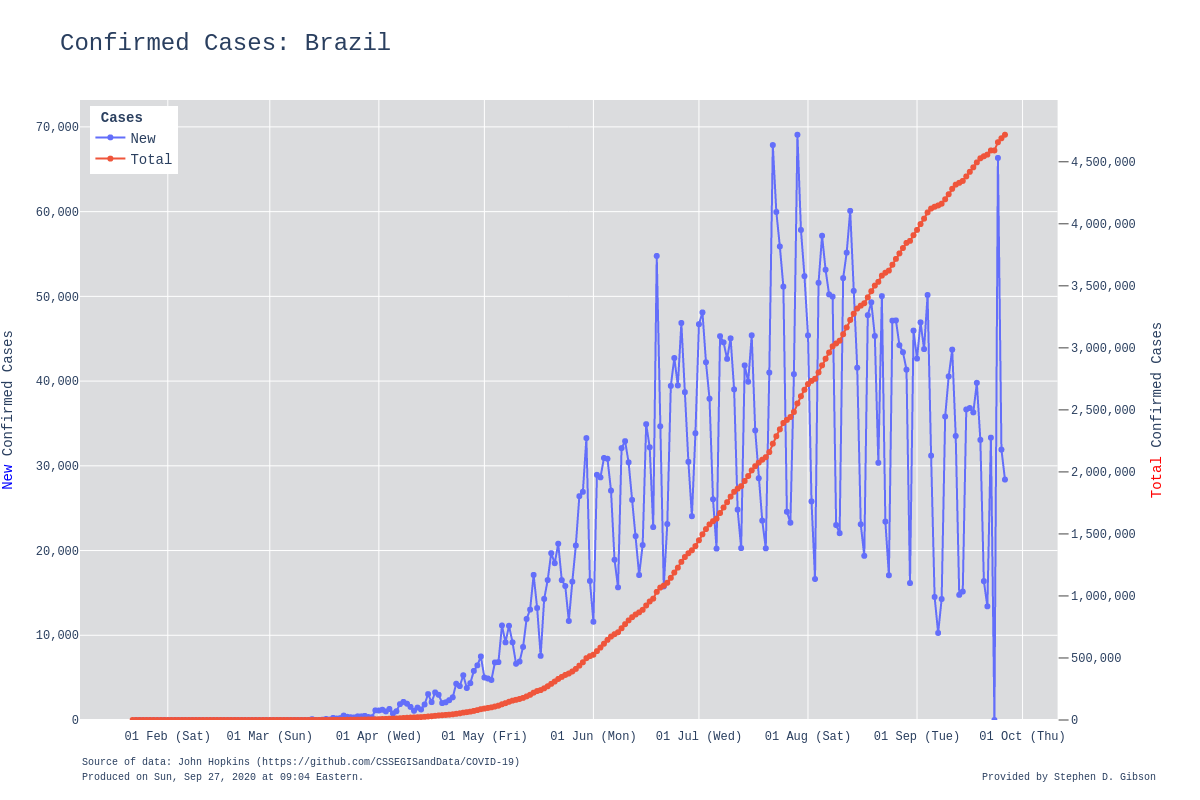 Confirmed Cases: Brazil
Cases
New
Total
70,000
60,000
50,000
40,000
30,000
20,000
10,000
0
New Confirmed Cases
4,500,000
4,000,000
3,500,000
3,000,000
2,500,000
2,000,000
1,500,000
1,000,000
500,000
0
Total Confirmed Cases
01 Feb (Sat) 01 Mar (Sun) 01 Apr (Wed) 01 May (Fri) 01 Jun (Mon) 01 Jul (Wed) 01 Aug (Sat) 01 Sep (Tue) 01 Oct (Thu)
Source of data: John Hopkins (https://github.com/CSSEGISandData/COVID-19)
Produced on Sun, Sep 27, 2020 at 09:04 Eastern.
Provided by Stephen D. Gibson